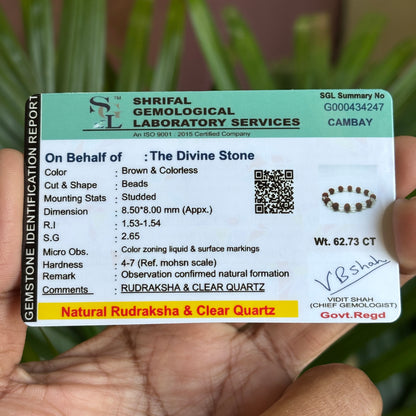 SGL TM
SHRIFAL
GEMOLOGICAL
LABORATORY SERVICES
An ISO 9001 : 2015 Certified Company
SGL Summary No
G000434247
CAMBAY
GEMSTONE IDENTIFICATION REPORT
On Behalf of : The Divine Stone
Color : Brown & Colorless
Cut & Shape : Beads
Mounting Stats : Studded
Dimension : 8.50*8.00 mm (Appx.)
R.I : 1.53-1.54
S.G : 2.65
Micro Obs. : Color zoning liquid & surface markings
Hardness : 4-7 (Ref. mohsn scale)
Remark : Observation confirmed natural formation
Comments : RUDRAKSHA & CLEAR QUARTZ
Wt. 62.73 CT
VBshah
VIDIT SHAH
(CHIEF GEMOLOGIST)
Natural Rudraksha & Clear Quartz
Govt.Regd